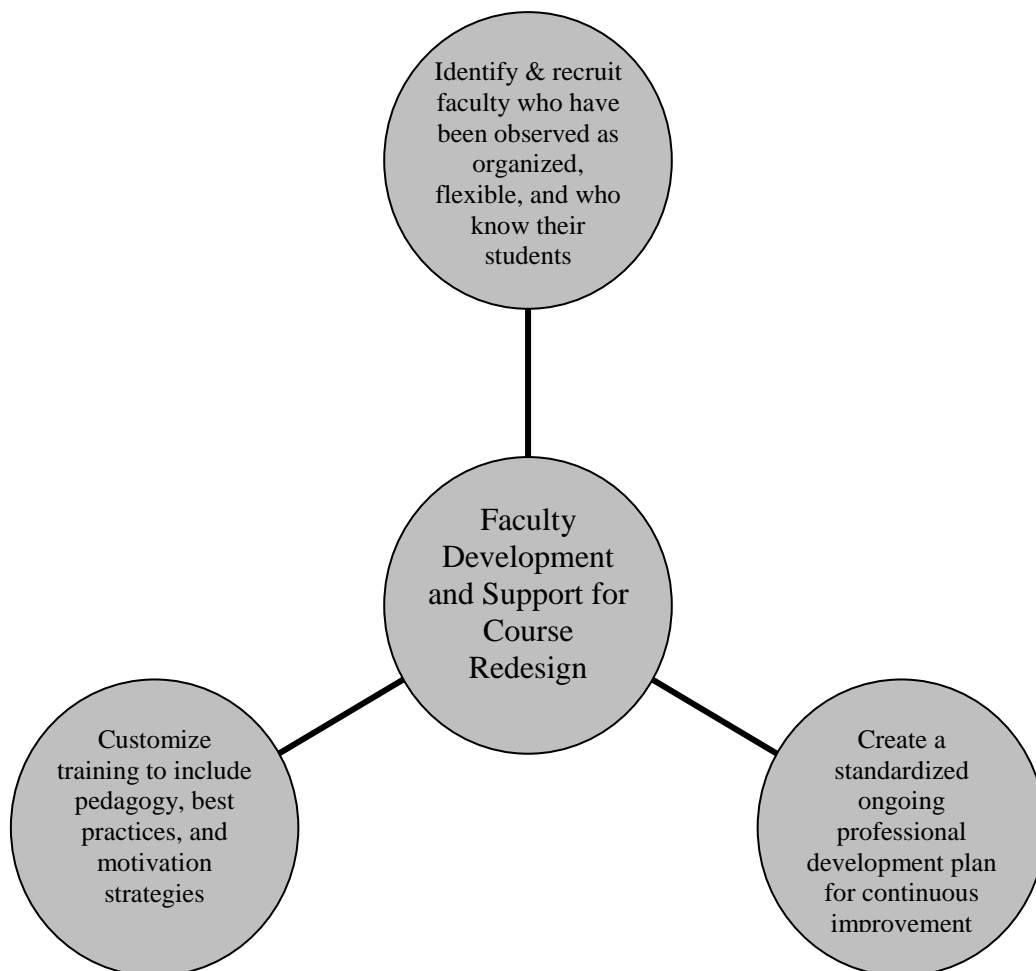 Identify & recruit
faculty who have
been observed as
organized,
flexible, and who
know their
students
Faculty
Development
and Support for
Course
Redesign
Customize
training to include
pedagogy, best
practices, and
motivation
strategies
Create a
standardized
ongoing
professional
development plan
for continuous
improvement